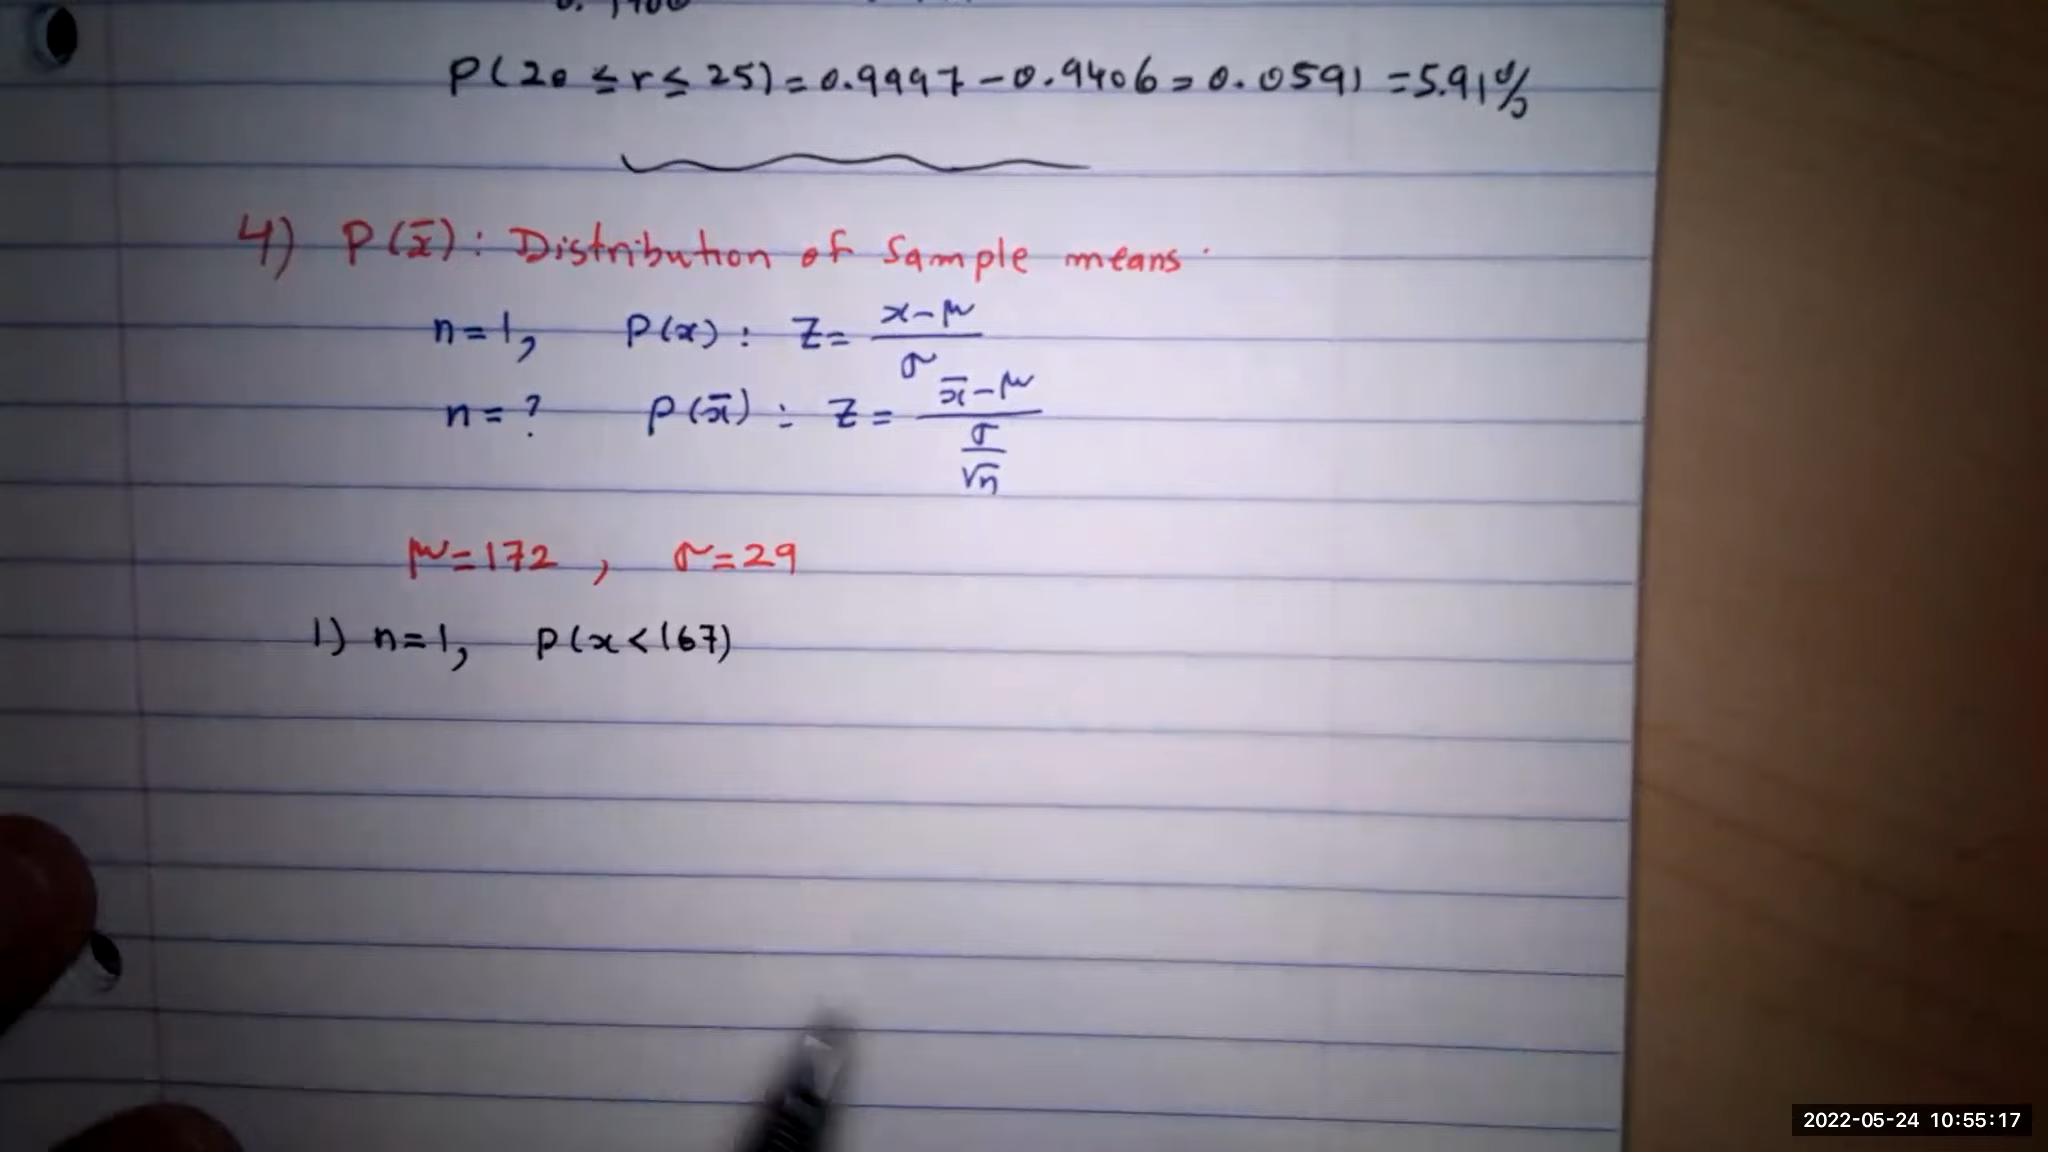 P(20 ≤ r ≤ 25) = 0.9997 - 0.9406 = 0.0591 = 5.91%
4) P(x̄): Distribution of Sample means.
n=1, P(x): Z = (x-μ)/σ
n=? P(x̄): Z = (x̄-μ)/(σ/√n)
μ=172, σ=29
1) n=1, P(x<167)
2022-05-24 10:55:17